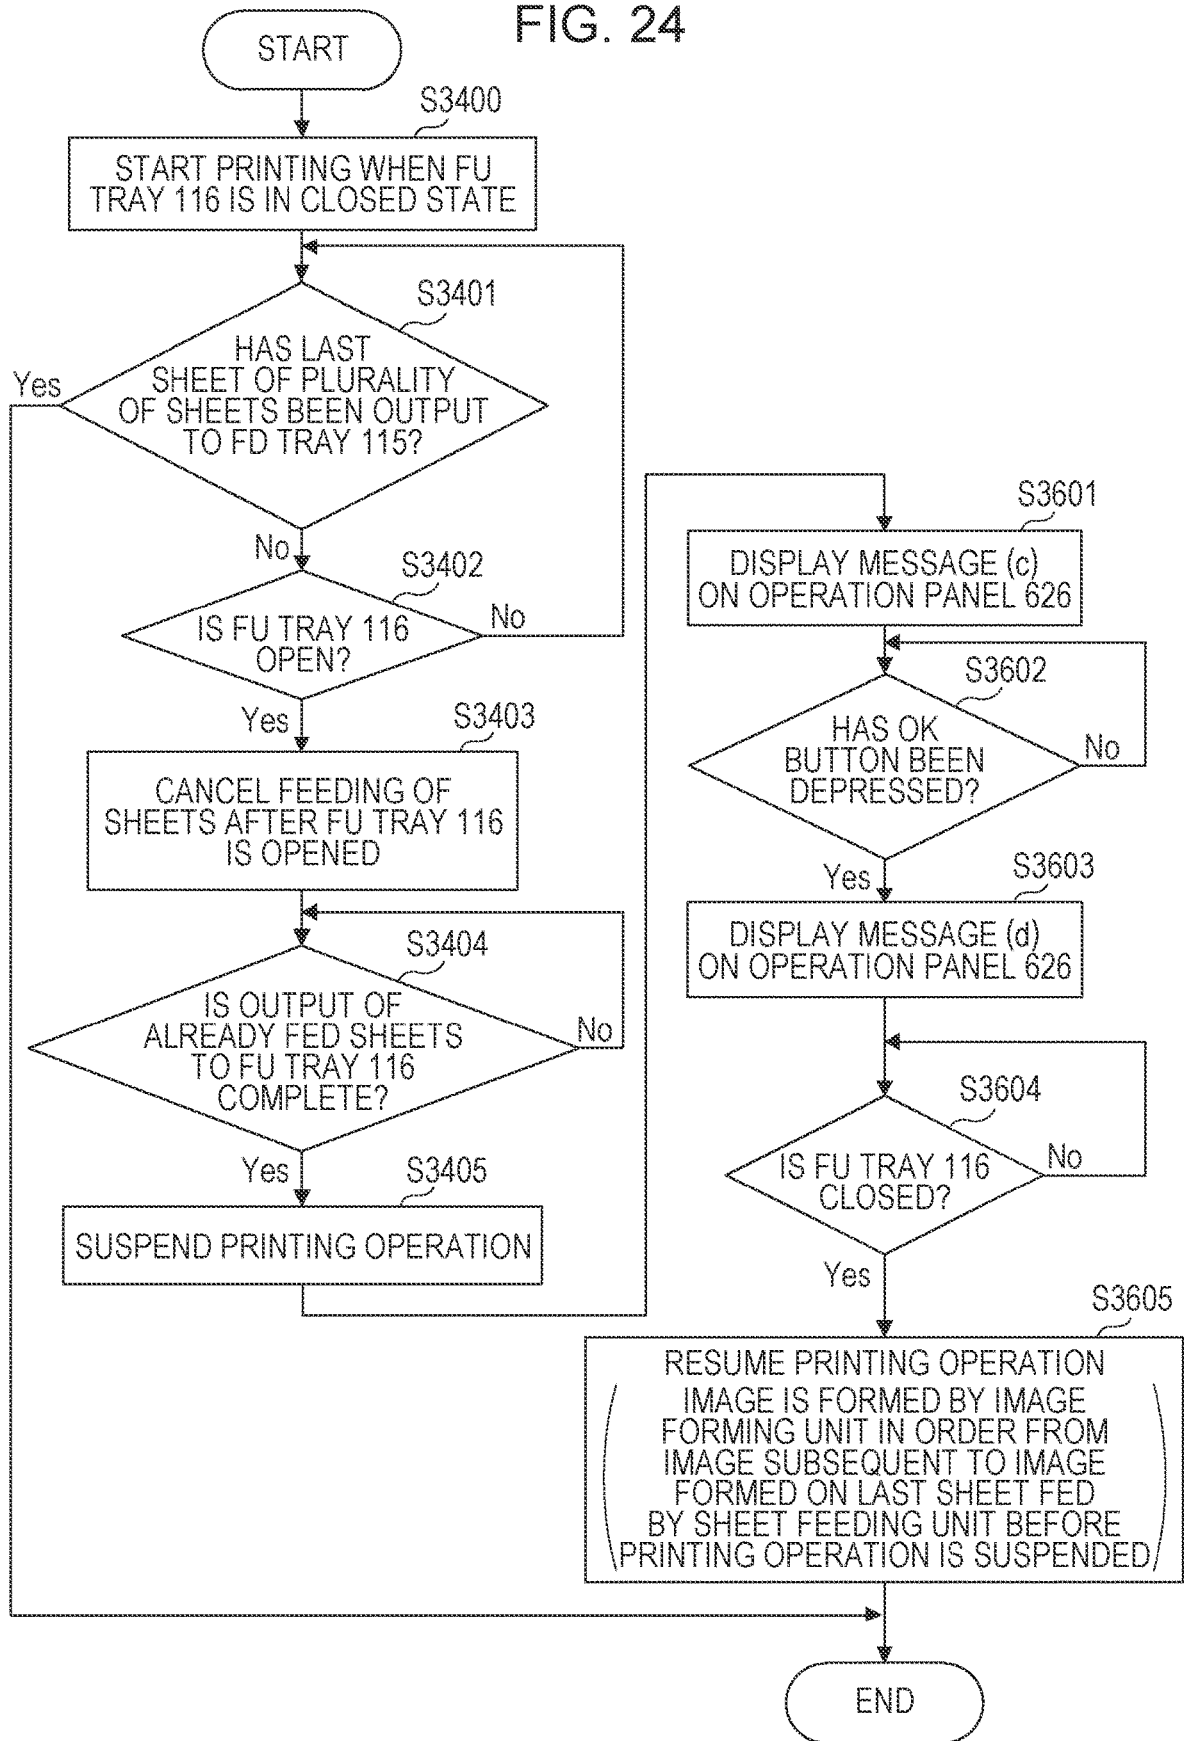 FIG. 24
START
S3400
START PRINTING WHEN FU
TRAY 116 IS IN CLOSED STATE
S3401
HAS LAST
SHEET OF PLURALITY
OF SHEETS BEEN OUTPUT
TO FD TRAY 115?
Yes
No
S3402
IS FU TRAY 116
OPEN?
No
Yes
S3403
CANCEL FEEDING OF
SHEETS AFTER FU TRAY 116
IS OPENED
S3404
IS OUTPUT OF
ALREADY FED SHEETS
TO FU TRAY 116
COMPLETE?
No
Yes
S3405
SUSPEND PRINTING OPERATION
S3601
DISPLAY MESSAGE (c)
ON OPERATION PANEL 626
S3602
HAS OK
BUTTON BEEN
DEPRESSED?
No
Yes
S3603
DISPLAY MESSAGE (d)
ON OPERATION PANEL 626
S3604
IS FU TRAY 116
CLOSED?
No
Yes
S3605
RESUME PRINTING OPERATION
(IMAGE IS FORMED BY IMAGE
FORMING UNIT IN ORDER FROM
IMAGE SUBSEQUENT TO IMAGE
FORMED ON LAST SHEET FED
BY SHEET FEEDING UNIT BEFORE
PRINTING OPERATION IS SUSPENDED)
END